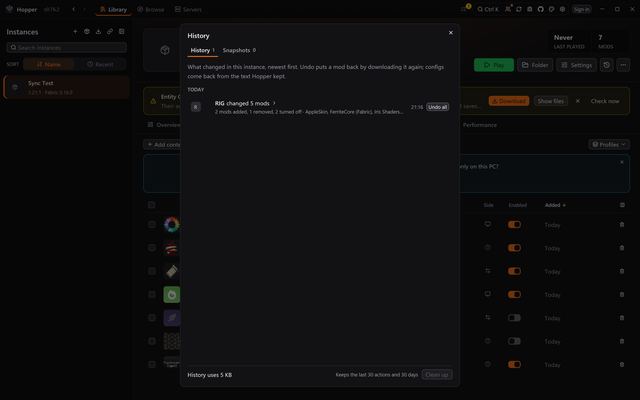 Hopper
Library
Browse
Servers
Ctrl K
Sign in
Instances
Search instances
SORT
Name
Recent
Sync Test
History
History 1
Snapshots 0
What changed in this instance, newest first. Undo puts a mod back by downloading it again; configs
come back from the text Hopper kept.
TODAY
R
RIG changed 5 mods
2 mods added, 1 removed, 2 turned off · AppleSkin, FerriteCore (Fabric), Iris Shaders...
21:16
Undo all
History uses 5 KB
Keeps the last 30 actions and 30 days
Clean up
Never
LAST PLAYED
7
MODS
Play
Folder
Settings
Entity C
saves...
Download
Show files
Check now
Overview
Performance
Add conte
Profiles
only on this PC?
Side
Enabled
Added
Today
Today
Today
Today
Today
Today
Today